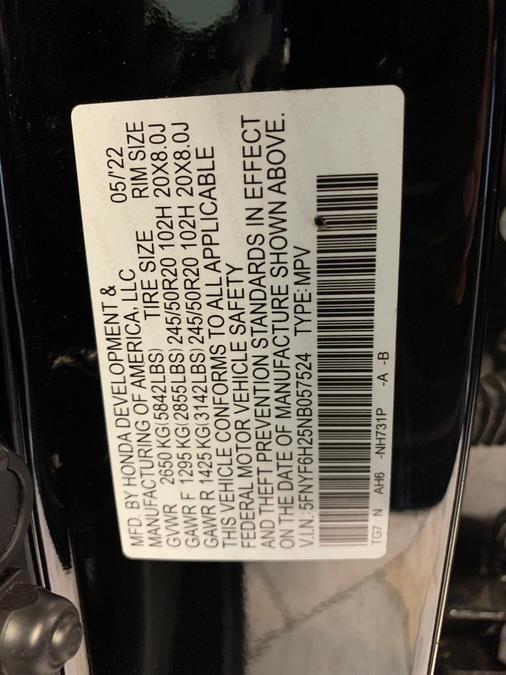 MFD. BY HONDA DEVELOPMENT &
MANUFACTURING OF AMERICA, LLC 05/'22
TIRE SIZE RIM SIZE
GVWR 2650 KG(5842LBS)
GAWR F 1295 KG(2855LBS) 245/50R20 102H 20X8.0J
GAWR R 1425 KG(3142LBS) 245/50R20 102H 20X8.0J
THIS VEHICLE CONFORMS TO ALL APPLICABLE
FEDERAL MOTOR VEHICLE SAFETY
AND THEFT PREVENTION STANDARDS IN EFFECT
ON THE DATE OF MANUFACTURE SHOWN ABOVE.
V.I.N.: 5FNYF8H25NB057524 TYPE: MPV
TG7 N AH6 -NH731P -A -B